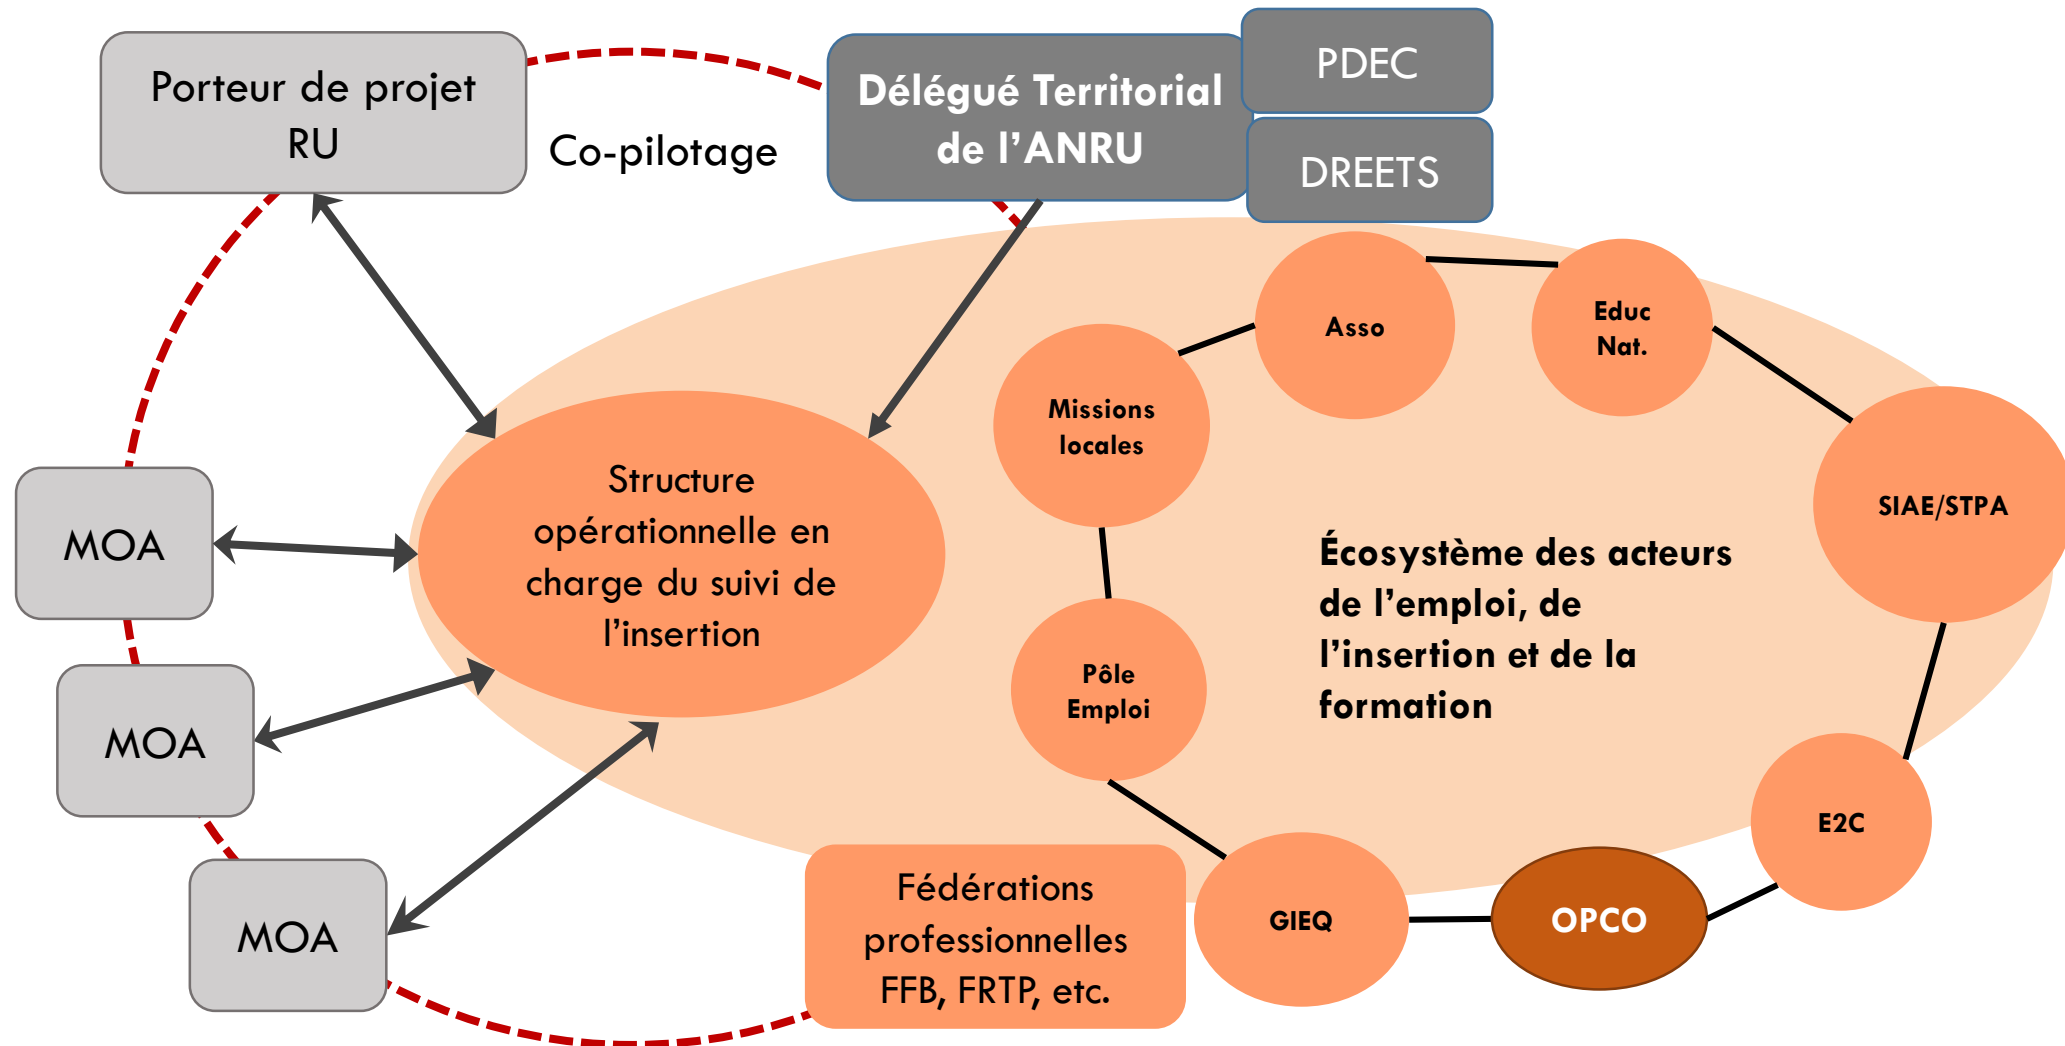 Porteur de projet
RU
Co-pilotage
Délégué Territorial
de l’ANRU
PDEC
DREETS
Asso
Educ
Nat.
Missions
locales
SIAE/STPA
Structure
opérationnelle en
charge du suivi de
l’insertion
MOA
Écosystème des acteurs
de l’emploi, de
l’insertion et de la
formation
Pôle
Emploi
MOA
E2C
MOA
Fédérations
professionnelles
FFB, FRTP, etc.
GIEQ
OPCO